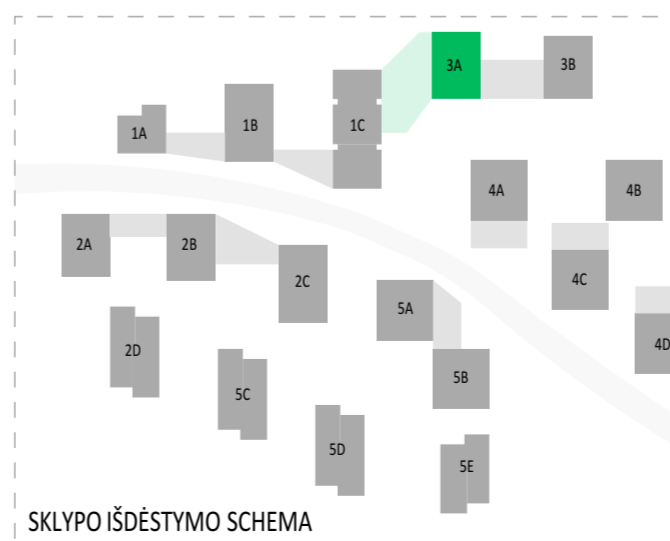 3A
3B
1A
1B
1C
4A
4B
2A
2B
2C
4C
5A
2D
4D
5B
5C
5D
5E
SKLYPO IŠDĖSTYMO SCHEMA